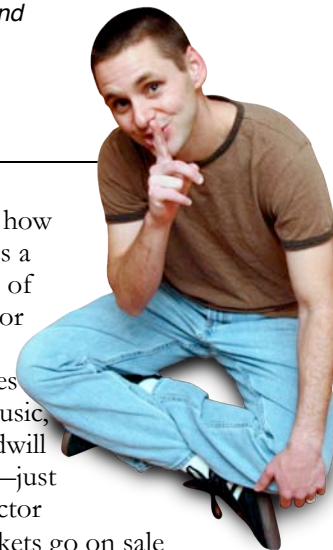 nd
how
s a
of
or
es
usic,
dwill
—just
ctor
kets go on sale